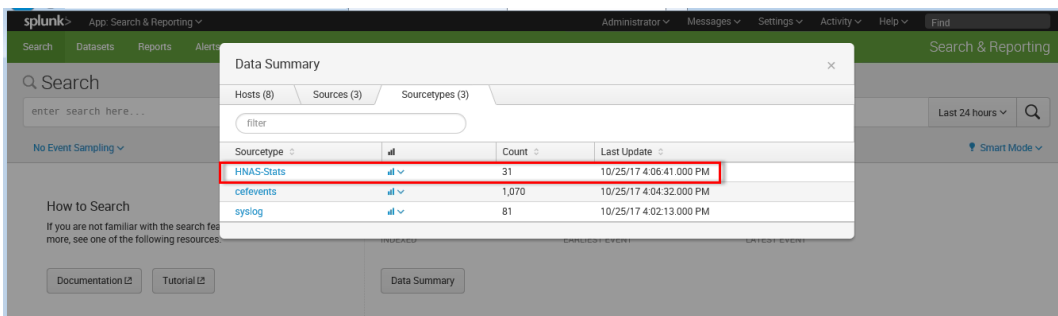 splunk> App: Search & Reporting Administrator Messages Settings Activity Help Find
Search Datasets Reports Alerts Search & Reporting
Data Summary ×
Search
Hosts (8) Sources (3) Sourcetypes (3)
enter search here... Last 24 hours
filter
No Event Sampling Smart Mode
Sourcetype Count Last Update
HNAS-Stats 31 10/25/17 4:06:41.000 PM
cefevents 1,070 10/25/17 4:04:32.000 PM
syslog 81 10/25/17 4:02:13.000 PM
How to Search
If you are not familiar with the search fea
more, see one of the following resources.
INDEXED EARLIEST EVENT LATEST EVENT
Documentation Tutorial Data Summary